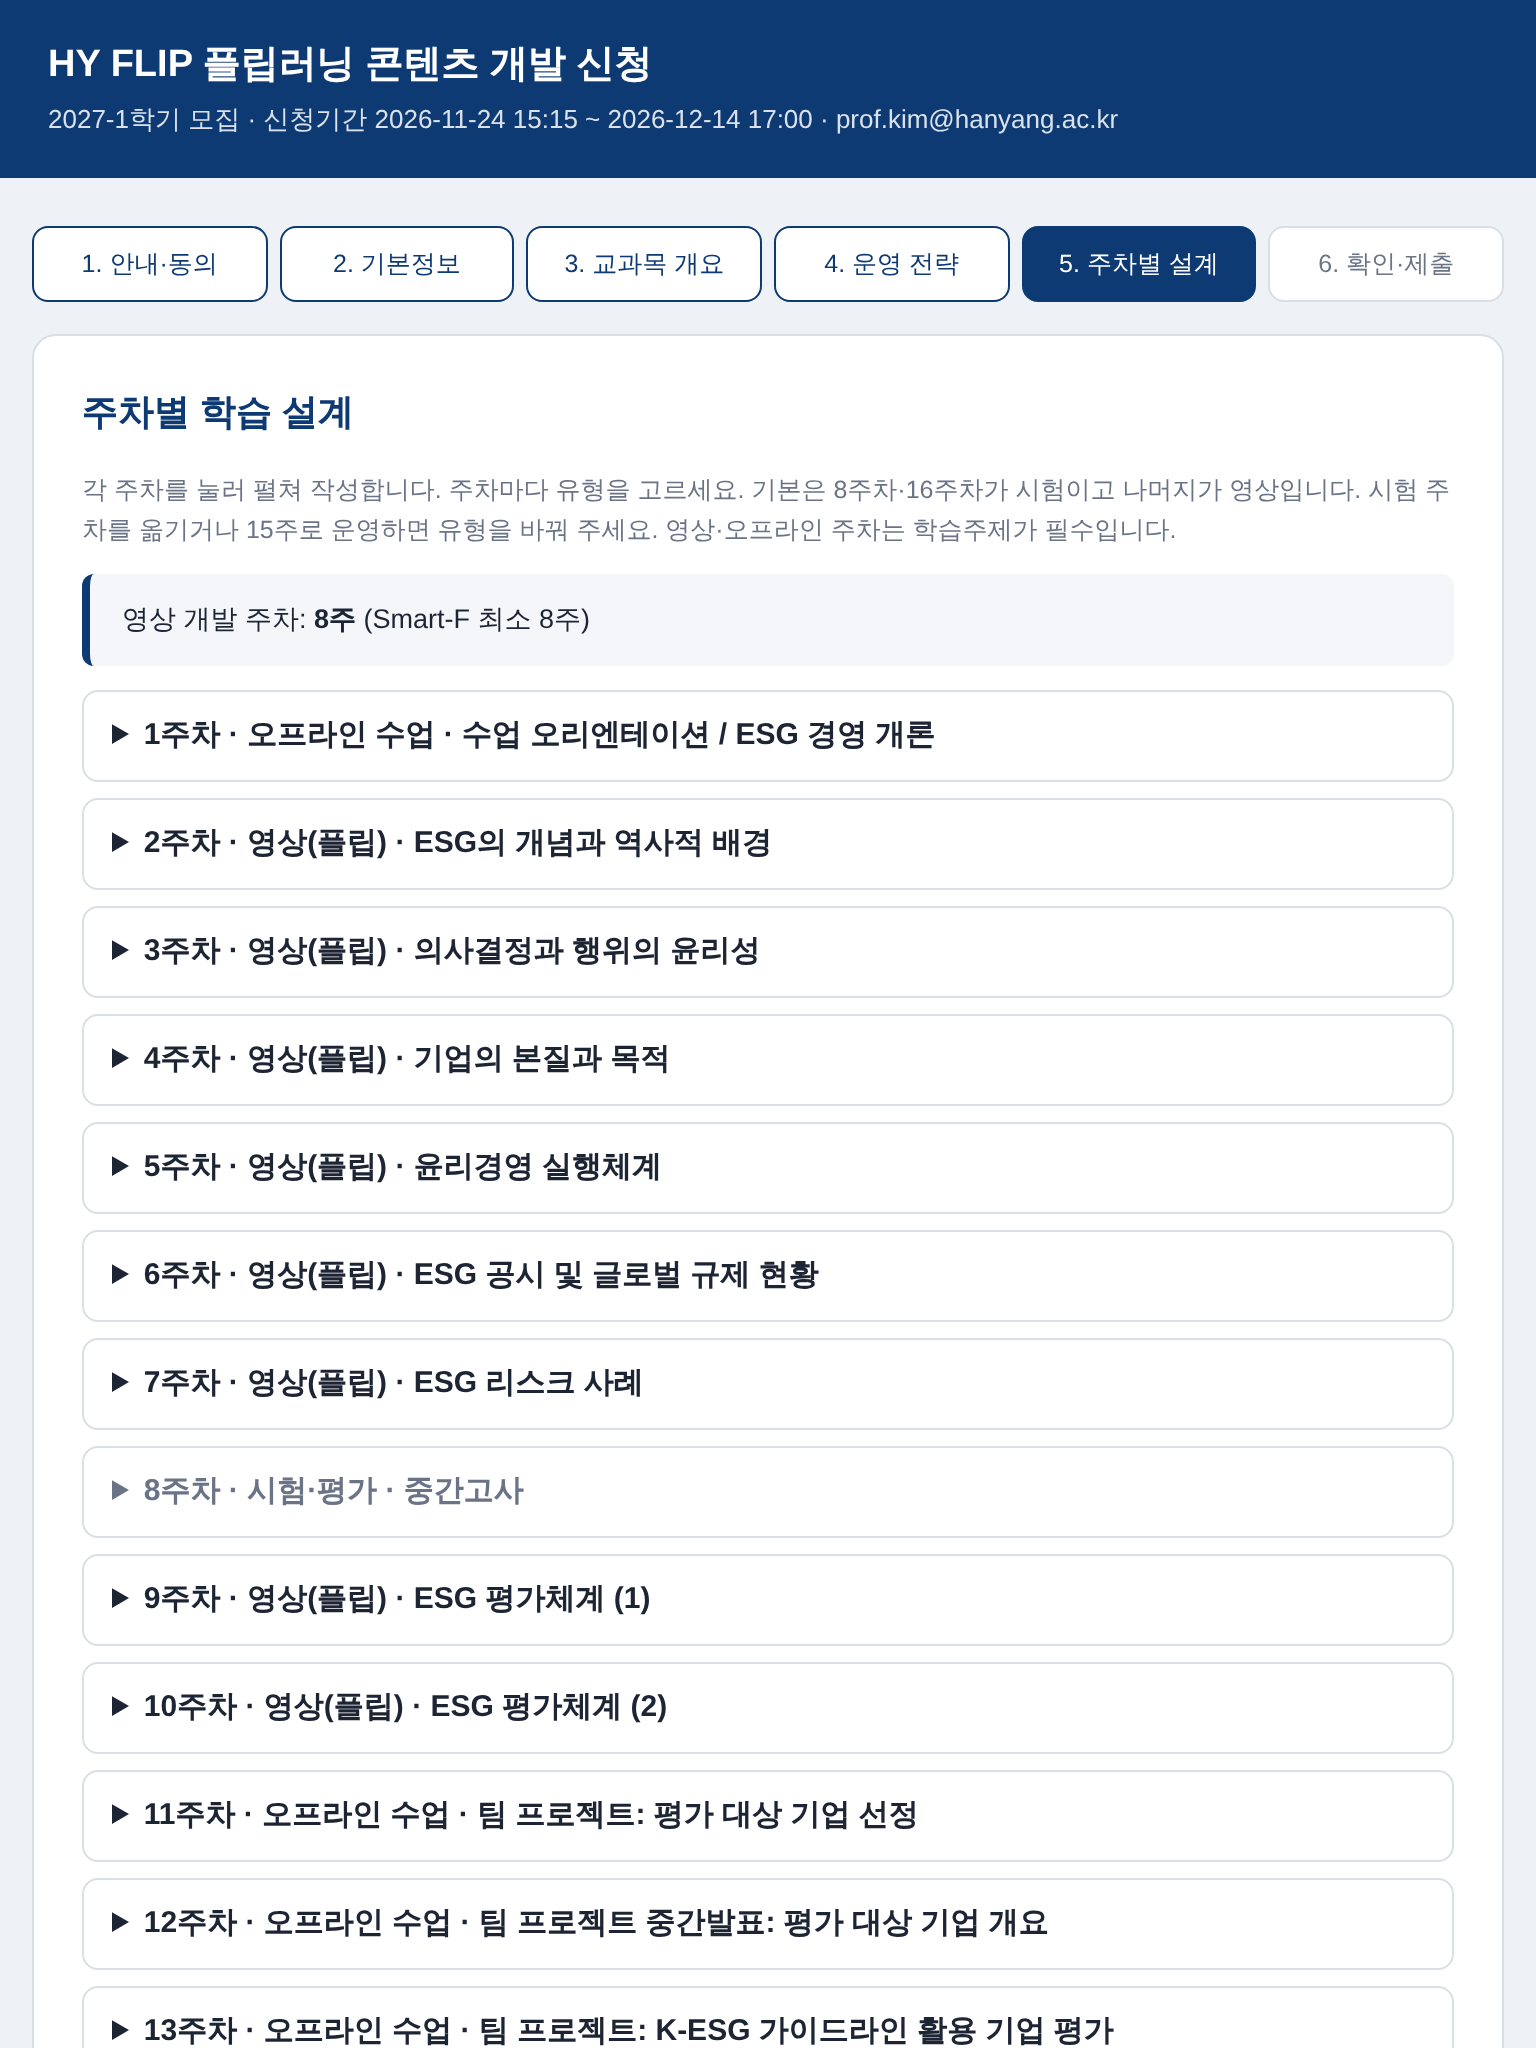 HY FLIP 플립러닝 콘텐츠 개발 신청
2027-1학기 모집 · 신청기간 2026-11-24 15:15 ~ 2026-12-14 17:00 · prof.kim@hanyang.ac.kr
1. 안내·동의
2. 기본정보
3. 교과목 개요
4. 운영 전략
5. 주차별 설계
6. 확인·제출
주차별 학습 설계
각 주차를 눌러 펼쳐 작성합니다. 주차마다 유형을 고르세요. 기본은 8주차·16주차가 시험이고 나머지가 영상입니다. 시험 주
차를 옮기거나 15주로 운영하면 유형을 바꿔 주세요. 영상·오프라인 주차는 학습주제가 필수입니다.
영상 개발 주차: 8주 (Smart-F 최소 8주)
▶ 1주차 · 오프라인 수업 · 수업 오리엔테이션 / ESG 경영 개론
▶ 2주차 · 영상(플립) · ESG의 개념과 역사적 배경
▶ 3주차 · 영상(플립) · 의사결정과 행위의 윤리성
▶ 4주차 · 영상(플립) · 기업의 본질과 목적
▶ 5주차 · 영상(플립) · 윤리경영 실행체계
▶ 6주차 · 영상(플립) · ESG 공시 및 글로벌 규제 현황
▶ 7주차 · 영상(플립) · ESG 리스크 사례
▶ 8주차 · 시험·평가 · 중간고사
▶ 9주차 · 영상(플립) · ESG 평가체계 (1)
▶ 10주차 · 영상(플립) · ESG 평가체계 (2)
▶ 11주차 · 오프라인 수업 · 팀 프로젝트: 평가 대상 기업 선정
▶ 12주차 · 오프라인 수업 · 팀 프로젝트 중간발표: 평가 대상 기업 개요
▶ 13주차 · 오프라인 수업 · 팀 프로젝트: K-ESG 가이드라인 활용 기업 평가